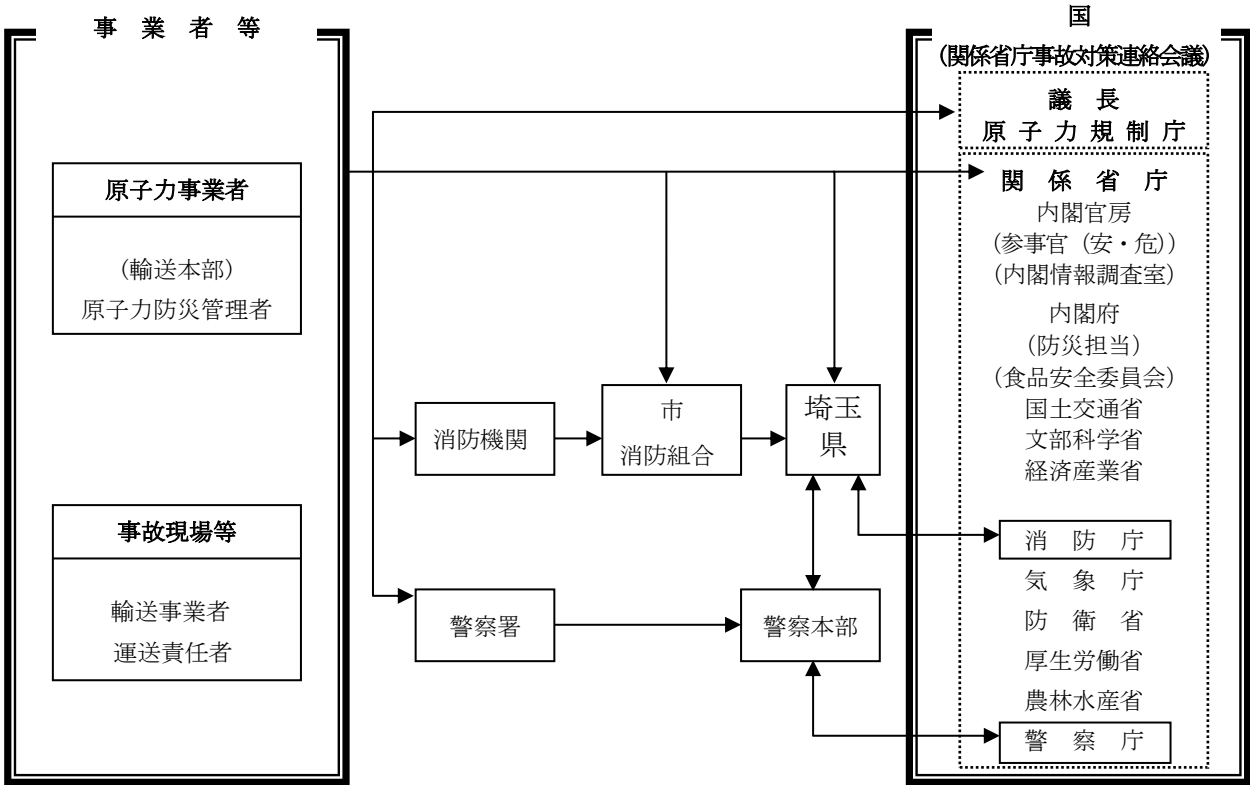 事 業 者 等
原子力事業者
(輸送本部)
原子力防災管理者
事故現場等
輸送事業者
運送責任者
消防機関
市
消防組合
埼玉
県
警察署
警察本部
国
(関係省庁事故対策連絡会議)
議 長
原 子 力 規 制 庁
関 係 省 庁
内閣官房
(参事官（安・危）)
(内閣情報調査室)
内閣府
(防災担当)
(食品安全委員会)
国土交通省
文部科学省
経済産業省
消 防 庁
気 象 庁
防 衛 省
厚生労働省
農林水産省
警 察 庁